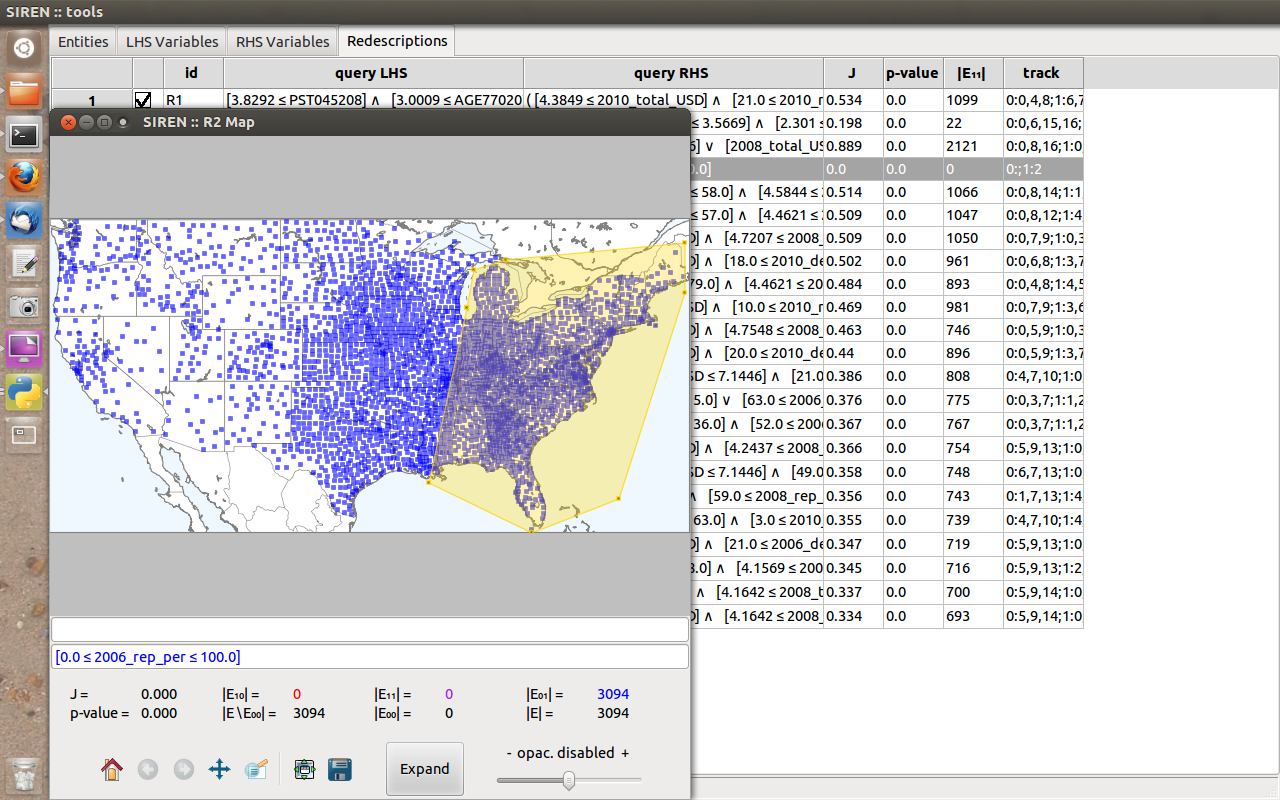 SIREN :: tools
Entities LHS Variables RHS Variables Redescriptions
id query LHS query RHS J p-value |E₁₁| track
1 R1 [3.8292 ≤ PST045208] ∧ [3.0009 ≤ AGE77020 ( [4.3849 ≤ 2010_total_USD] ∧ [21.0 ≤ 2010_r 0.534 0.0 1099 0:0,4,8;1:6,7
SIREN :: R2 Map
≤ 3.5669] ∧ [2.301 ≤ 0.198 0.0 22 0:0,6,15,16;
] ∨ [2008_total_US 0.889 0.0 2121 0:0,8,16;1:0,
.0] 0.0 0.0 0 0:;1:2
≤ 58.0] ∧ [4.5844 ≤ 0.514 0.0 1066 0:0,8,14;1:1
≤ 57.0] ∧ [4.4621 ≤ 0.509 0.0 1047 0:0,8,12;1:4,
] ∧ [4.7207 ≤ 2008_ 0.509 0.0 1050 0:0,7,9;1:0,3
] ∧ [18.0 ≤ 2010_de 0.502 0.0 961 0:0,6,8;1:3,7
79.0] ∧ [4.4621 ≤ 20 0.484 0.0 893 0:0,4,8;1:4,5
D] ∧ [10.0 ≤ 2010_r 0.469 0.0 981 0:0,7,9;1:3,6
] ∧ [4.7548 ≤ 2008_ 0.463 0.0 746 0:0,5,9;1:0,3
] ∧ [20.0 ≤ 2010_de 0.44 0.0 896 0:0,5,9;1:3,7
SD ≤ 7.1446] ∧ [21.0 0.386 0.0 808 0:4,7,10;1:0
5.0] ∨ [63.0 ≤ 2006_ 0.376 0.0 775 0:0,3,7;1:1,2
36.0] ∧ [52.0 ≤ 2006 0.367 0.0 767 0:0,3,7;1:1,2
] ∧ [4.2437 ≤ 2008_ 0.366 0.0 754 0:5,9,13;1:0
SD ≤ 7.1446] ∧ [49.0 0.358 0.0 748 0:6,7,13;1:0
∧ [59.0 ≤ 2008_rep_ 0.356 0.0 743 0:1,7,13;1:4
63.0] ∧ [3.0 ≤ 2010_ 0.355 0.0 739 0:4,7,10;1:4
] ∧ [21.0 ≤ 2006_de 0.347 0.0 719 0:5,9,13;1:0
3.0] ∧ [4.1569 ≤ 200 0.345 0.0 716 0:5,9,13;1:2
∧ [4.1642 ≤ 2008_t 0.337 0.0 700 0:5,9,14;1:0
] ∧ [4.1642 ≤ 2008_ 0.334 0.0 693 0:5,9,14;1:0
[0.0 ≤ 2006_rep_per ≤ 100.0]
J = 0.000 |E₁₀| = 0 |E₁₁| = 0 |E₀₁| = 3094
p-value = 0.000 |E\E₀₀| = 3094 |E₀₀| = 0 |E| = 3094
- opac. disabled +
Expand